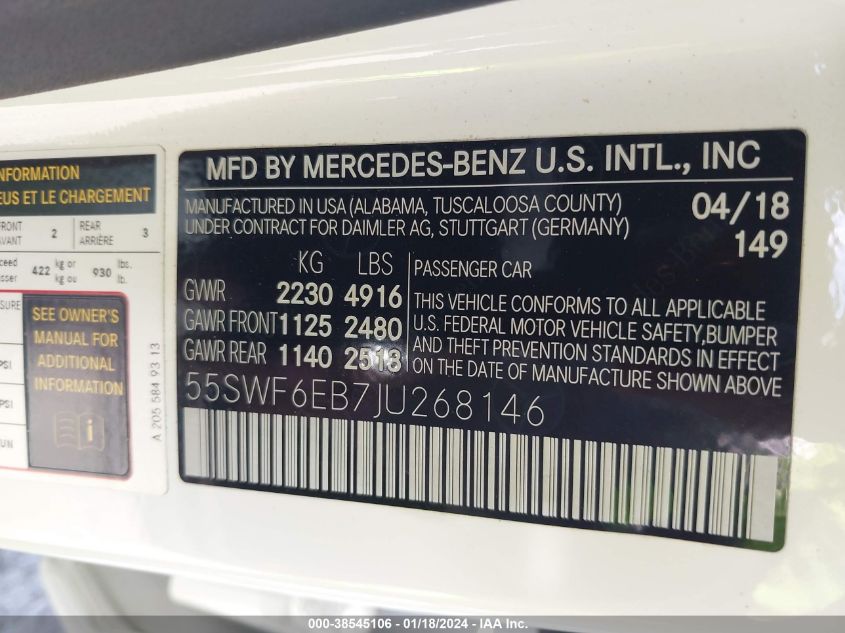 MFD BY MERCEDES-BENZ U.S. INTL., INC
MANUFACTURED IN USA (ALABAMA, TUSCALOOSA COUNTY)
UNDER CONTRACT FOR DAIMLER AG, STUTTGART (GERMANY)
04/18
149
KG LBS
GVWR 2230 4916
GAWR FRONT 1125 2480
GAWR REAR 1140 2513
PASSENGER CAR
THIS VEHICLE CONFORMS TO ALL APPLICABLE
U.S. FEDERAL MOTOR VEHICLE SAFETY,BUMPER
AND THEFT PREVENTION STANDARDS IN EFFECT
ON THE DATE OF MANUFACTURE SHOWN ABOVE
55SWF6EB7JU268146
NFORMATION
EUS ET LE CHARGEMENT
FRONT 2 REAR 3
AVANT ARRIÈRE
422 kg or 930 lbs.
kg ou lb.
SEE OWNER'S
MANUAL FOR
ADDITIONAL
INFORMATION
A 205 584 93 13
000-38545106 - 01/18/2024 - IAA Inc.